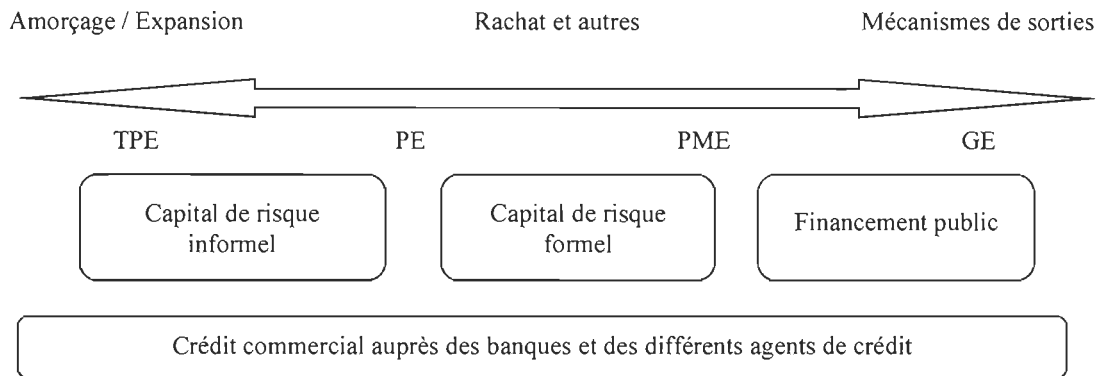 Amorçage / Expansion Rachat et autres Mécanismes de sorties
TPE PE PME GE
Capital de risque
informel
Capital de risque
formel
Financement public
Crédit commercial auprès des banques et des différents agents de crédit